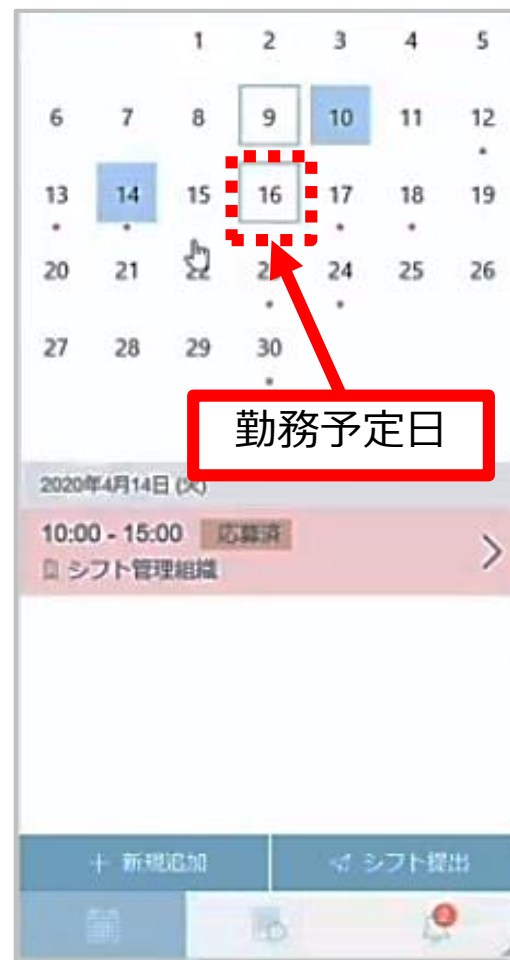 1 2 3 4 5
6 7 8 9 10 11 12
13 14 15 16 17 18 19
20 21 22 23 24 25 26
27 28 29 30
勤務予定日
2020年4月14日 (火)
10:00 - 15:00 応募済
シフト管理組織
+ 新規追加 シフト提出
2